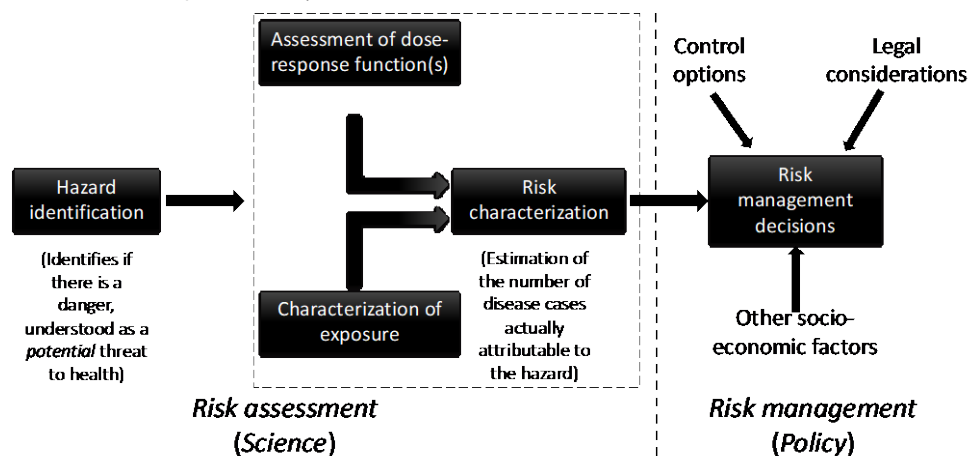 Assessment of dose-
response function(s)
Control
options
Legal
considerations
Hazard
identification
Risk
characterization
Risk
management
decisions
(Identifies if
there is a
danger,
understood as a
potential threat
to health)
(Estimation of
the number of
disease cases
actually
attributable to
the hazard)
Characterization of
exposure
Other socio-
economic factors
Risk assessment
(Science)
Risk management
(Policy)